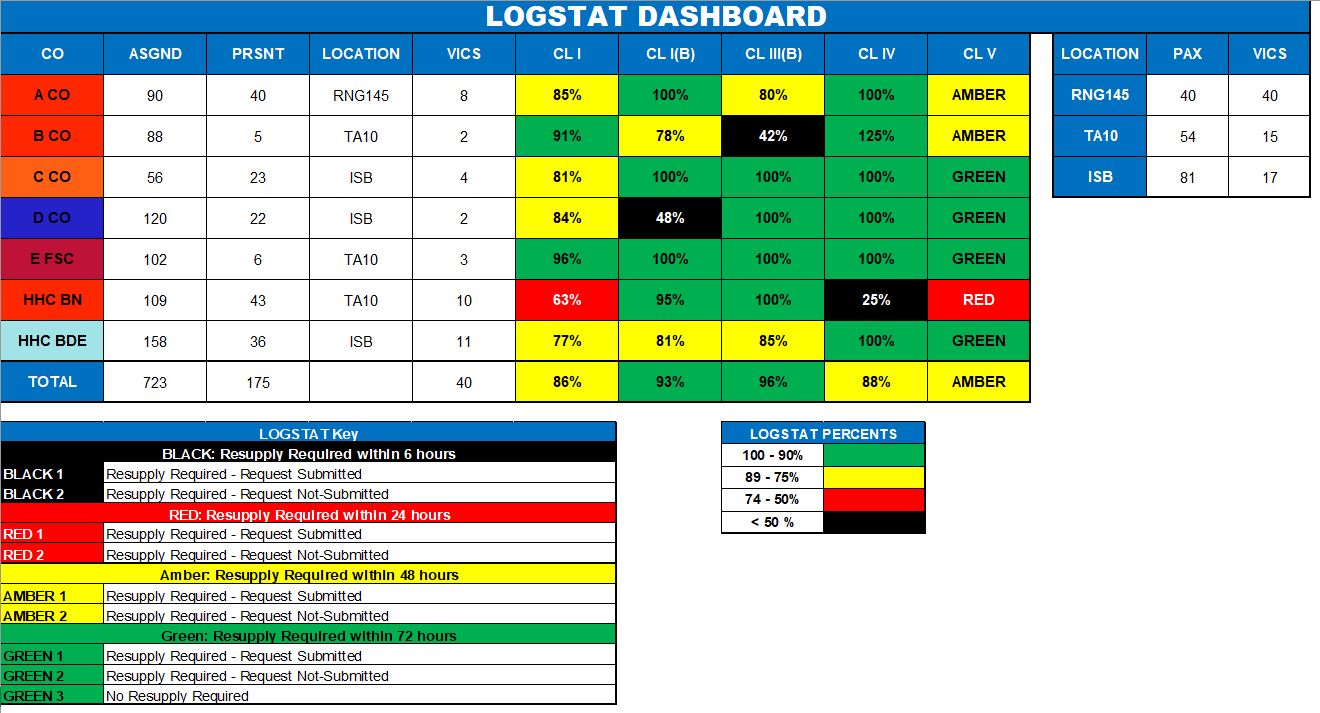 LOGSTAT DASHBOARD
CO ASGND PRSNT LOCATION VICS CL I CL I(B) CL III(B) CL IV CL V LOCATION PAX VICS
A CO 90 40 RNG145 8 85% 100% 80% 100% AMBER RNG145 40 40
B CO 88 5 TA10 2 91% 78% 42% 125% AMBER TA10 54 15
C CO 56 23 ISB 4 81% 100% 100% 100% GREEN ISB 81 17
D CO 120 22 ISB 2 84% 48% 100% 100% GREEN
E FSC 102 6 TA10 3 96% 100% 100% 100% GREEN
HHC BN 109 43 TA10 10 63% 95% 100% 25% RED
HHC BDE 158 36 ISB 11 77% 81% 85% 100% GREEN
TOTAL 723 175 40 86% 93% 96% 88% AMBER
LOGSTAT Key
BLACK: Resupply Required within 6 hours
BLACK 1 Resupply Required - Request Submitted
BLACK 2 Resupply Required - Request Not-Submitted
RED: Resupply Required within 24 hours
RED 1 Resupply Required - Request Submitted
RED 2 Resupply Required - Request Not-Submitted
Amber: Resupply Required within 48 hours
AMBER 1 Resupply Required - Request Submitted
AMBER 2 Resupply Required - Request Not-Submitted
Green: Resupply Required within 72 hours
GREEN 1 Resupply Required - Request Submitted
GREEN 2 Resupply Required - Request Not-Submitted
GREEN 3 No Resupply Required
LOGSTAT PERCENTS
100 - 90%
89 - 75%
74 - 50%
< 50 %